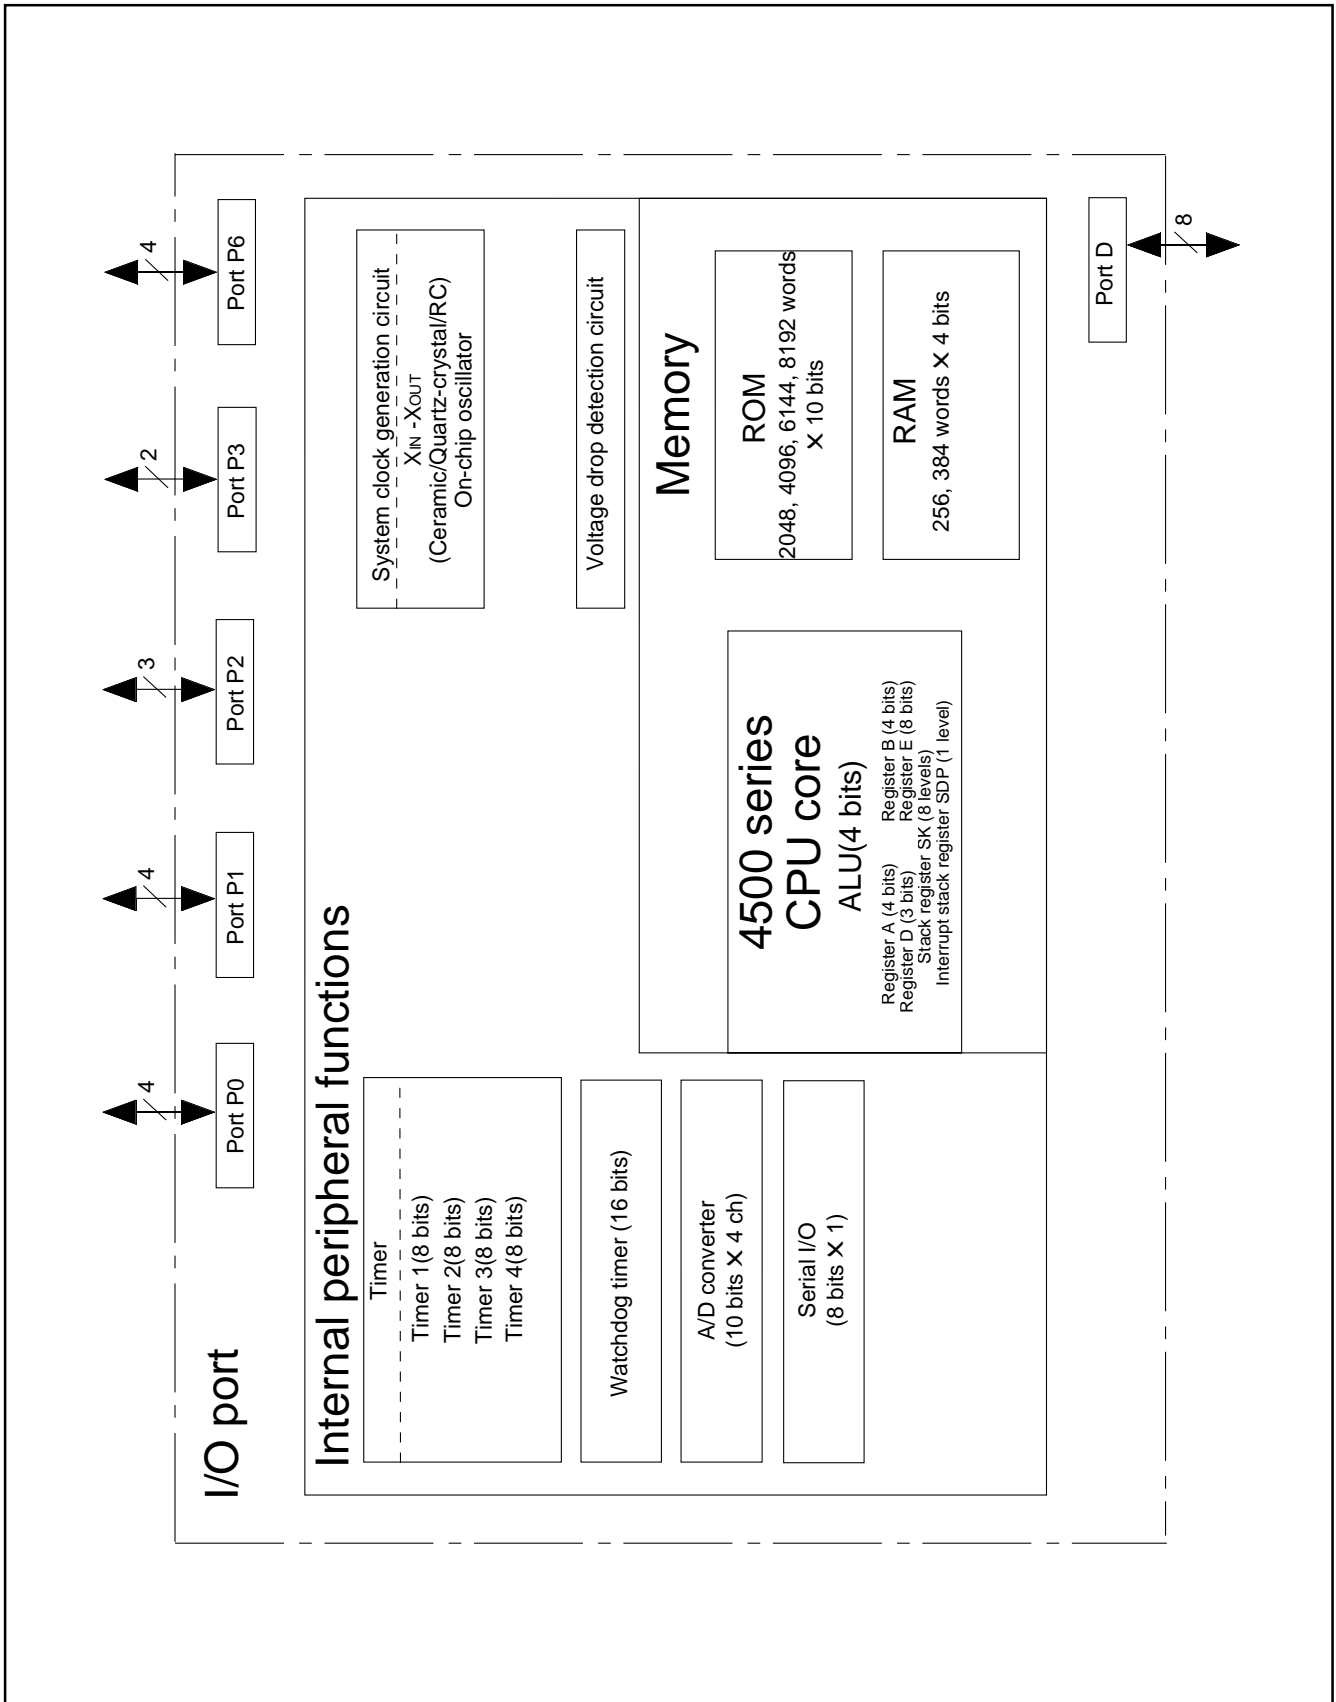 4
4
3
2
4
Port P0
Port P1
Port P2
Port P3
Port P6
I/O port
Internal peripheral functions
Timer
Timer 1(8 bits)
Timer 2(8 bits)
Timer 3(8 bits)
Timer 4(8 bits)
Watchdog timer (16 bits)
A/D converter
(10 bits X 4 ch)
Serial I/O
(8 bits X 1)
System clock generation circuit
XIN -XOUT
(Ceramic/Quartz-crystal/RC)
On-chip oscillator
Voltage drop detection circuit
4500 series
CPU core
ALU(4 bits)
Register A (4 bits) Register B (4 bits)
Register D (3 bits) Register E (8 bits)
Stack register SK (8 levels)
Interrupt stack register SDP (1 level)
Memory
ROM
2048, 4096, 6144, 8192 words
X 10 bits
RAM
256, 384 words X 4 bits
Port D
8